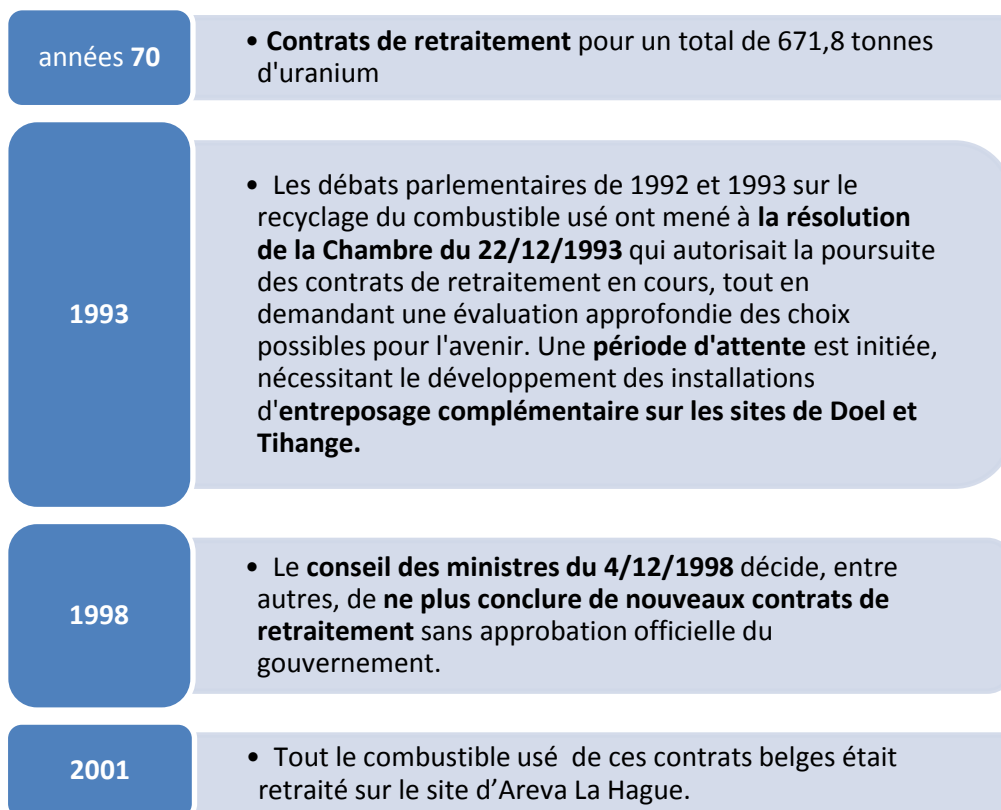 années 70
• Contrats de retraitement pour un total de 671,8 tonnes
d'uranium
1993
• Les débats parlementaires de 1992 et 1993 sur le
recyclage du combustible usé ont mené à la résolution
de la Chambre du 22/12/1993 qui autorisait la poursuite
des contrats de retraitement en cours, tout en
demandant une évaluation approfondie des choix
possibles pour l'avenir. Une période d'attente est initiée,
nécessitant le développement des installations
d'entreposage complémentaire sur les sites de Doel et
Tihange.
1998
• Le conseil des ministres du 4/12/1998 décide, entre
autres, de ne plus conclure de nouveaux contrats de
retraitement sans approbation officielle du
gouvernement.
2001
• Tout le combustible usé de ces contrats belges était
retraité sur le site d’Areva La Hague.